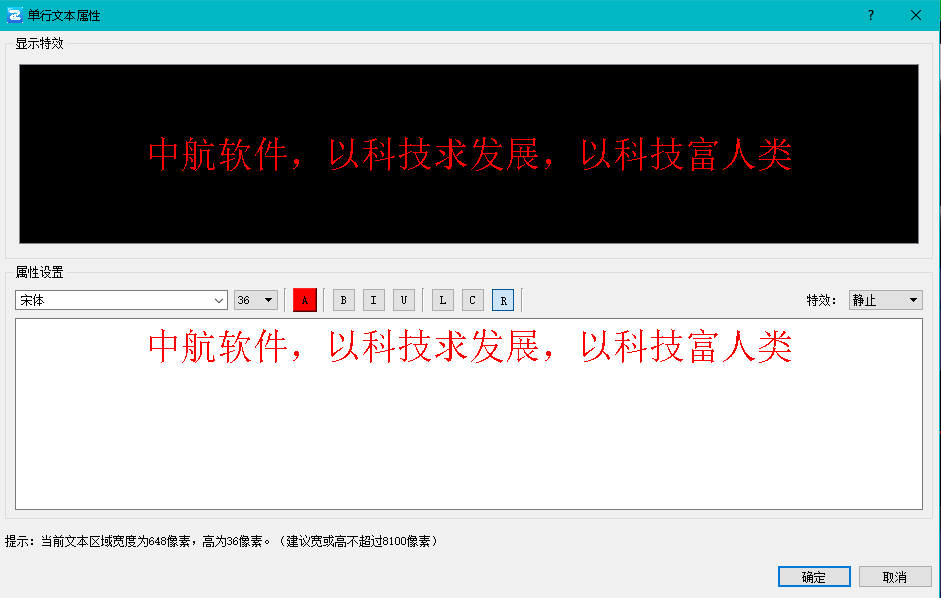 单行文本属性
显示特效
中航软件，以科技求发展，以科技富人类
属性设置
宋体 36 A B I U L C R 特效： 静止
中航软件，以科技求发展，以科技富人类
提示：当前文本区域宽度为648像素，高为36像素。（建议宽或高不超过8100像素）
确定 取消